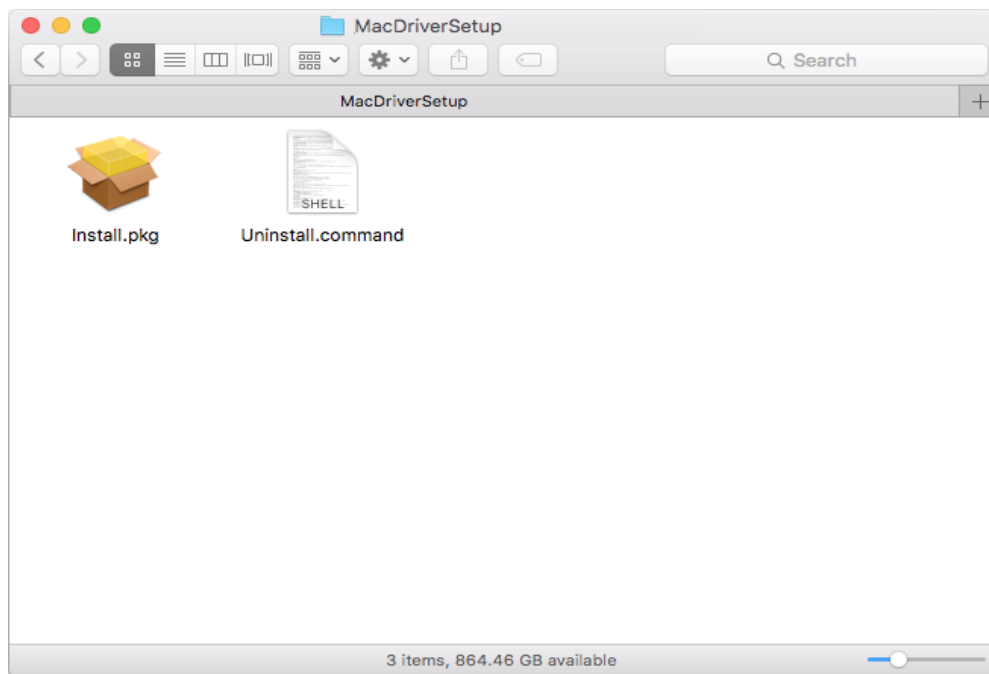 MacDriverSetup
Search
MacDriverSetup
SHELL
Install.pkg
Uninstall.command
3 items, 864.46 GB available